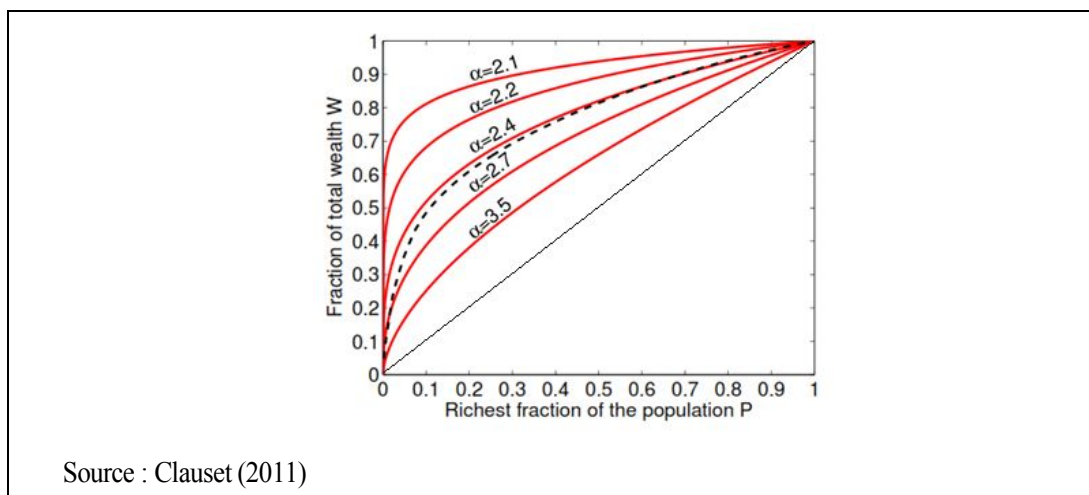 1
0.9
0.8
0.7
0.6
0.5
0.4
0.3
0.2
0.1
0
Fraction of total wealth W
α=2.1
α=2.2
α=2.4
α=2.7
α=3.5
0 0.1 0.2 0.3 0.4 0.5 0.6 0.7 0.8 0.9 1
Richest fraction of the population P
Source : Clauset (2011)